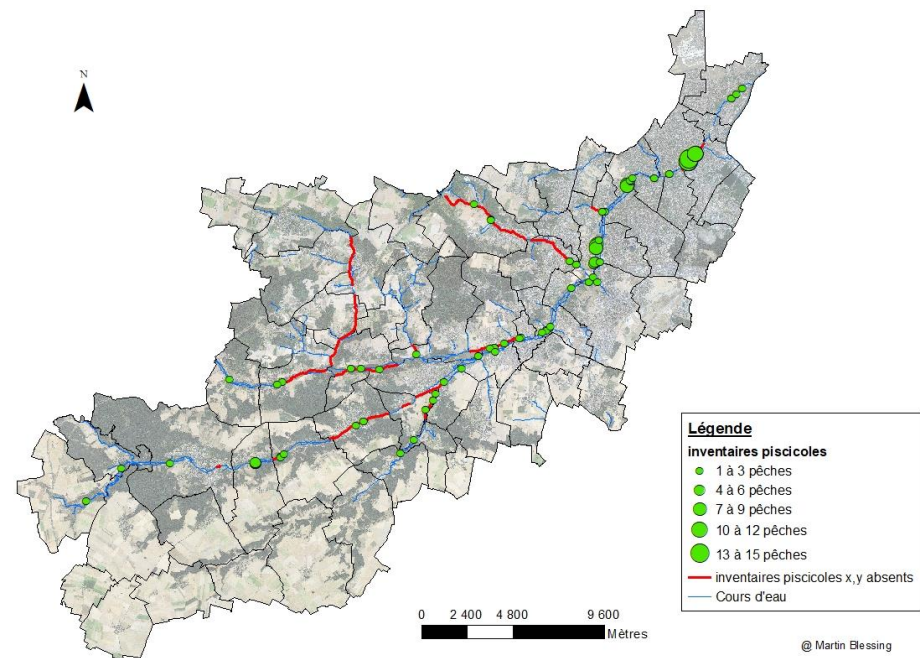 N
Légende
inventaires piscicoles
1 à 3 pêches
4 à 6 pêches
7 à 9 pêches
10 à 12 pêches
13 à 15 pêches
inventaires piscicoles x,y absents
Cours d'eau
0 2 400 4 800 9 600
Mètres
@ Martin Blessing